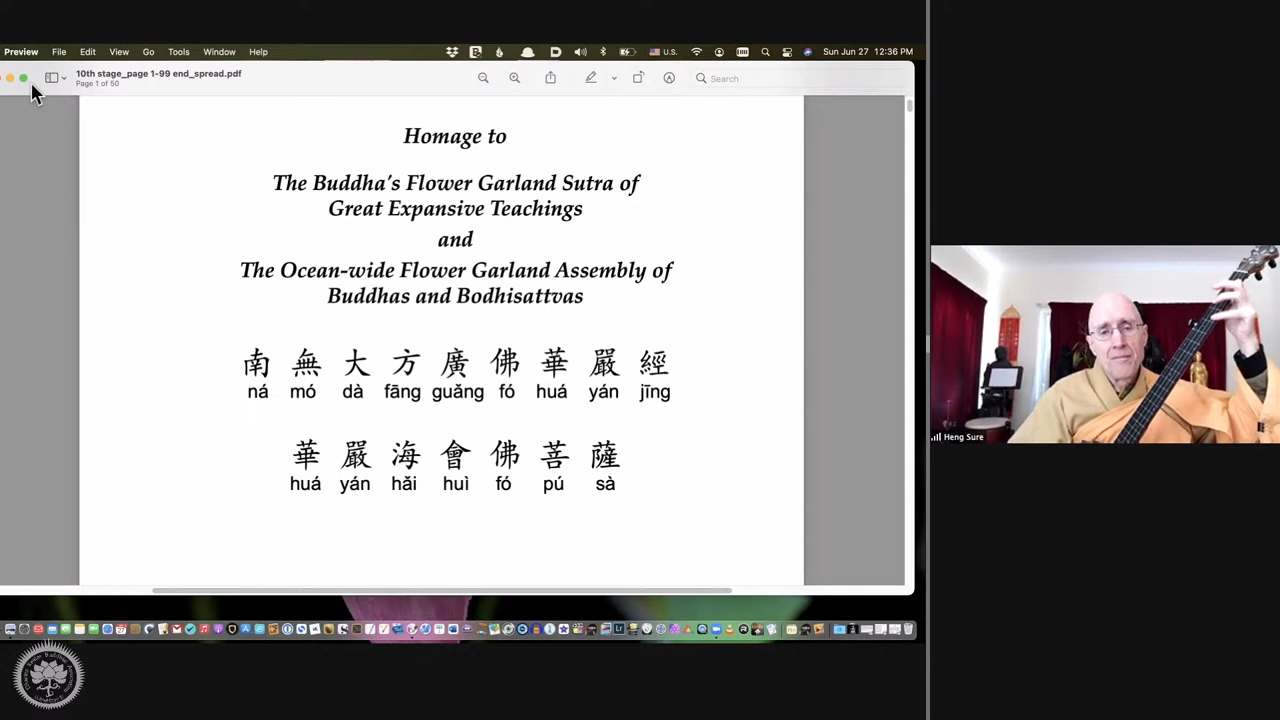 Preview File Edit View Go Tools Window Help U.S. Sun Jun 27 12:36 PM
10th stage_page 1-99 end_spread.pdf
Page 1 of 50
Search
Homage to
The Buddha's Flower Garland Sutra of
Great Expansive Teachings
and
The Ocean-wide Flower Garland Assembly of
Buddhas and Bodhisattvas
南 無 大 方 廣 佛 華 嚴 經
ná mó dà fāng guǎng fó huá yán jīng
華 嚴 海 會 佛 菩 薩
huá yán hǎi huì fó pú sà
Heng Sure